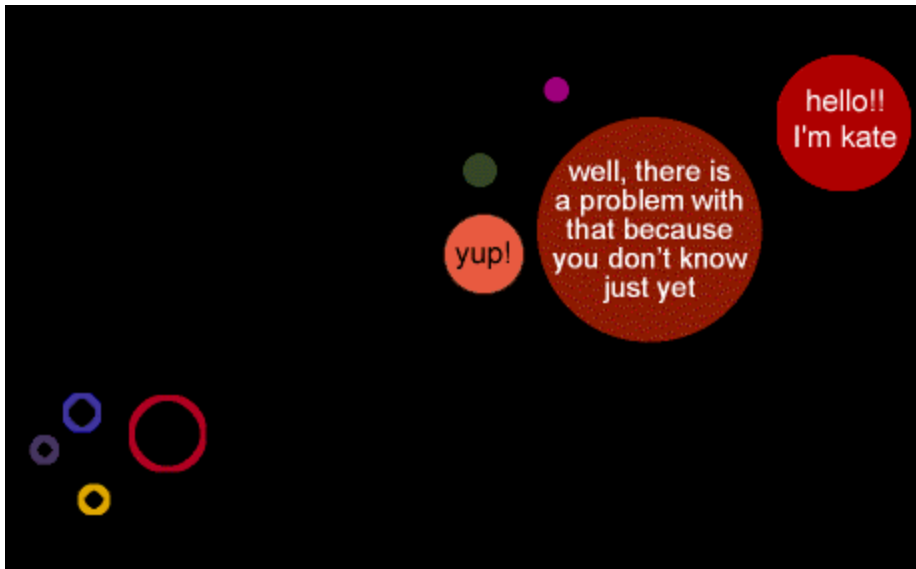 hello!!
I'm kate
well, there is
a problem with
that because
you don't know
just yet
yup!